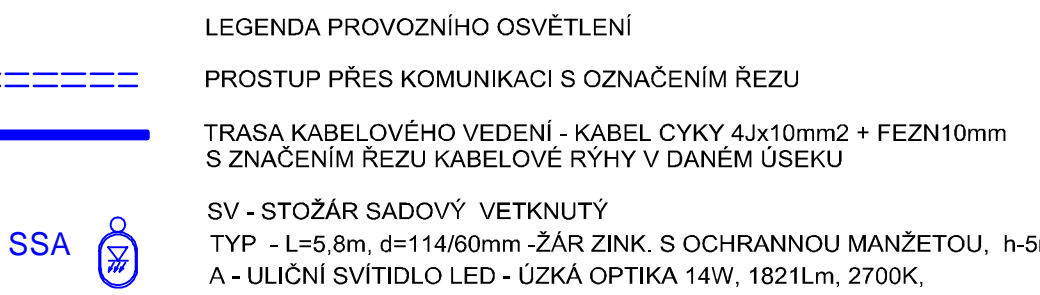 LEGENDA PROVOZNÍHO OSVĚTLENÍ
PROSTUP PŘES KOMUNIKACI S OZNAČENÍM ŘEZU
TRASA KABELOVÉHO VEDENÍ - KABEL CYKY 4Jx10mm2 + FEZN10mm
S ZNAČENÍM ŘEZU KABELOVÉ RÝHY V DANÉM ÚSEKU
SV - STOŽÁR SADOVÝ VETKNUTÝ
SSA TYP - L=5,8m, d=114/60mm -ŽÁR ZINK. S OCHRANNOU MANŽETOU, h-5
A - ULIČNÍ SVÍTIDLO LED - ÚZKÁ OPTIKA 14W, 1821Lm, 2700K,